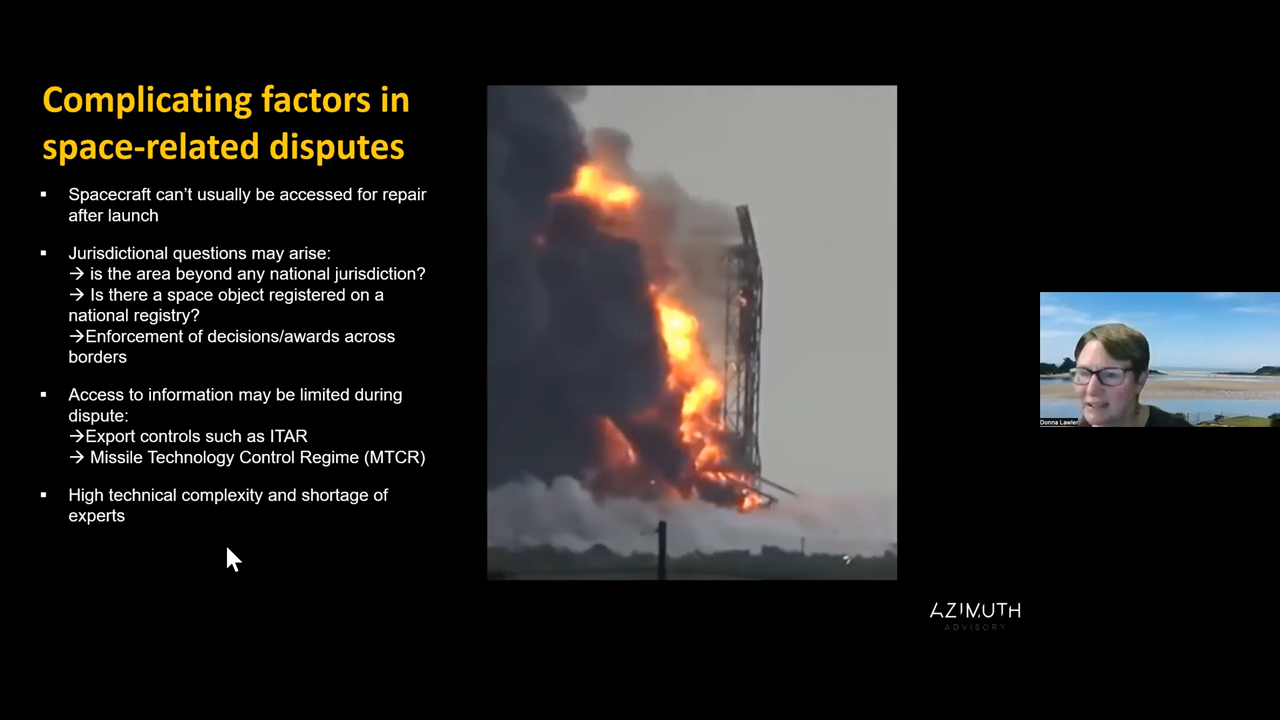 Complicating factors in
space-related disputes
▪ Spacecraft can’t usually be accessed for repair
after launch
▪ Jurisdictional questions may arise:
→ is the area beyond any national jurisdiction?
→ Is there a space object registered on a
national registry?
→Enforcement of decisions/awards across
borders
▪ Access to information may be limited during
dispute:
→Export controls such as ITAR
→ Missile Technology Control Regime (MTCR)
▪ High technical complexity and shortage of
experts
Donna Lawler
AZIMUTH
ADVISORY